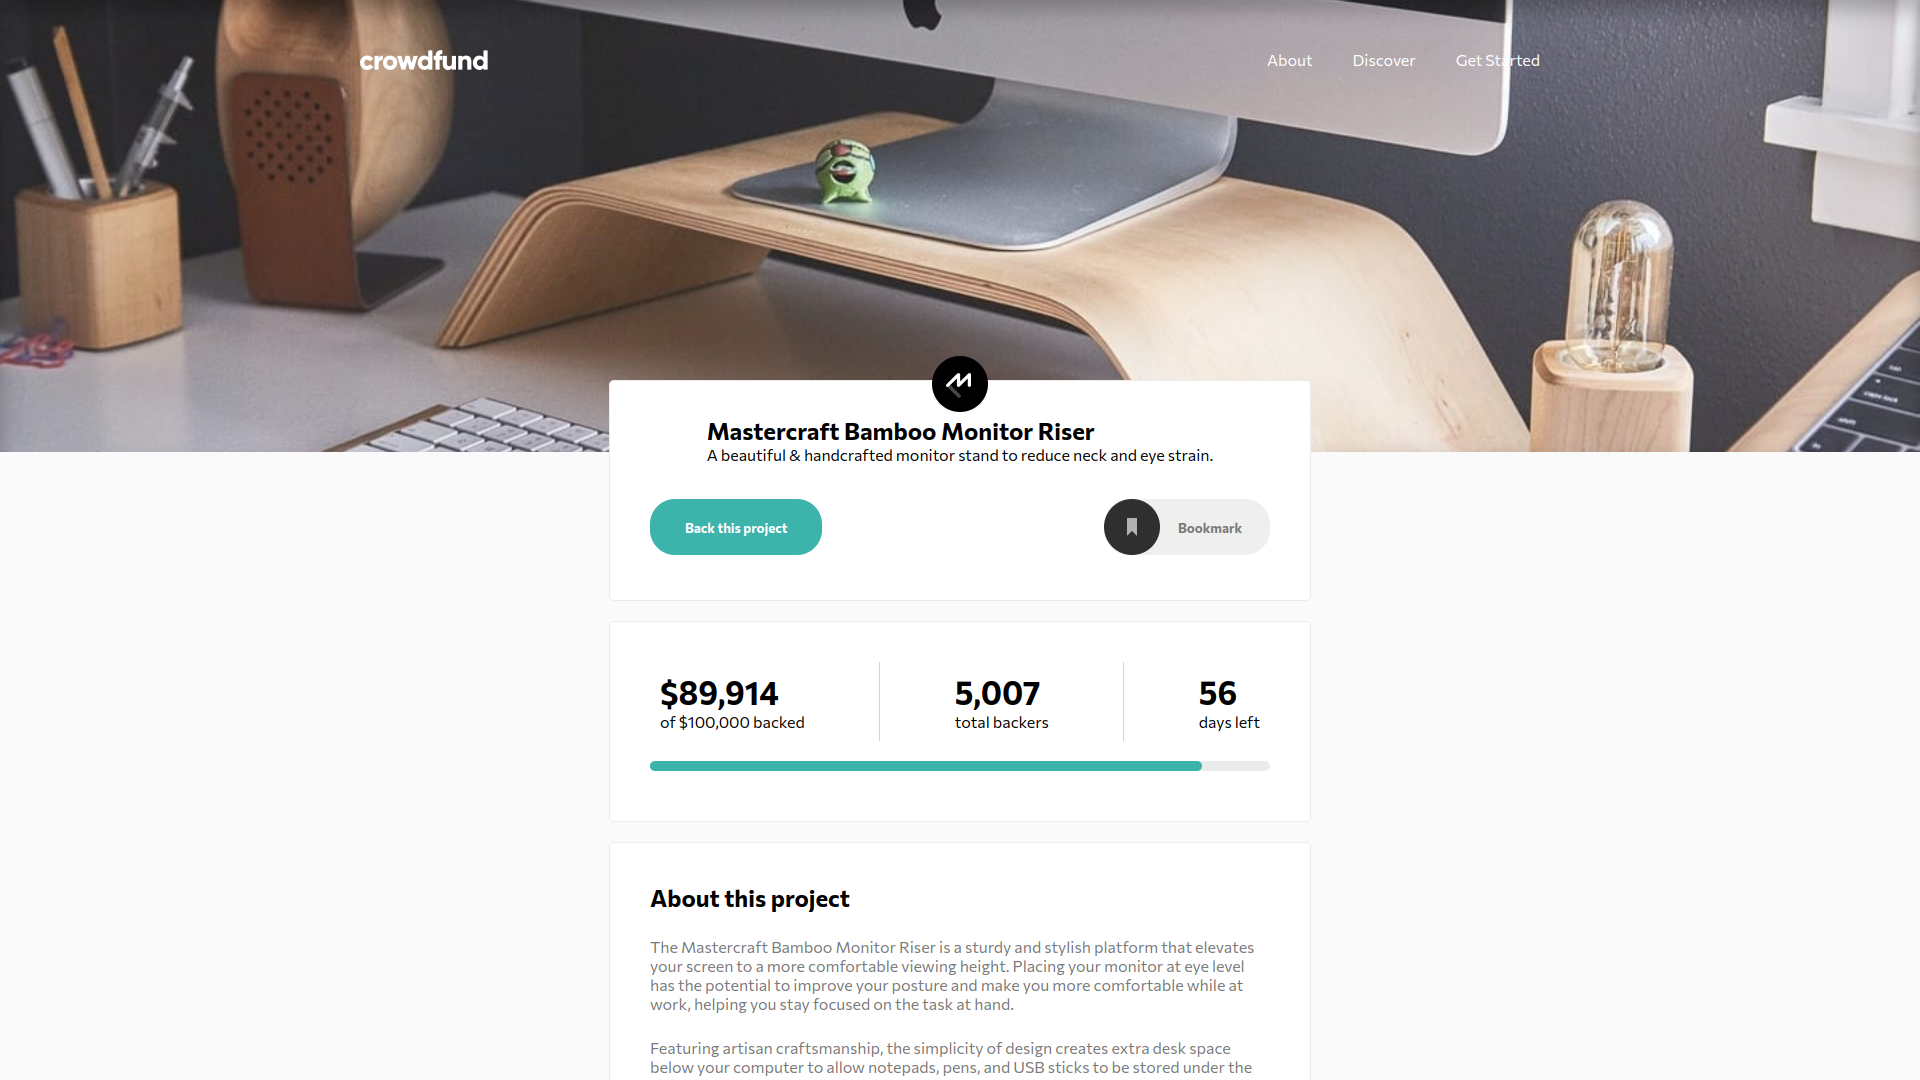 crowdfund
About Discover Get Started
Mastercraft Bamboo Monitor Riser
A beautiful & handcrafted monitor stand to reduce neck and eye strain.
Back this project
Bookmark
$89,914
of $100,000 backed
5,007
total backers
56
days left
About this project
The Mastercraft Bamboo Monitor Riser is a sturdy and stylish platform that elevates
your screen to a more comfortable viewing height. Placing your monitor at eye level
has the potential to improve your posture and make you more comfortable while at
work, helping you stay focused on the task at hand.
Featuring artisan craftsmanship, the simplicity of design creates extra desk space
below your computer to allow notepads, pens, and USB sticks to be stored under the